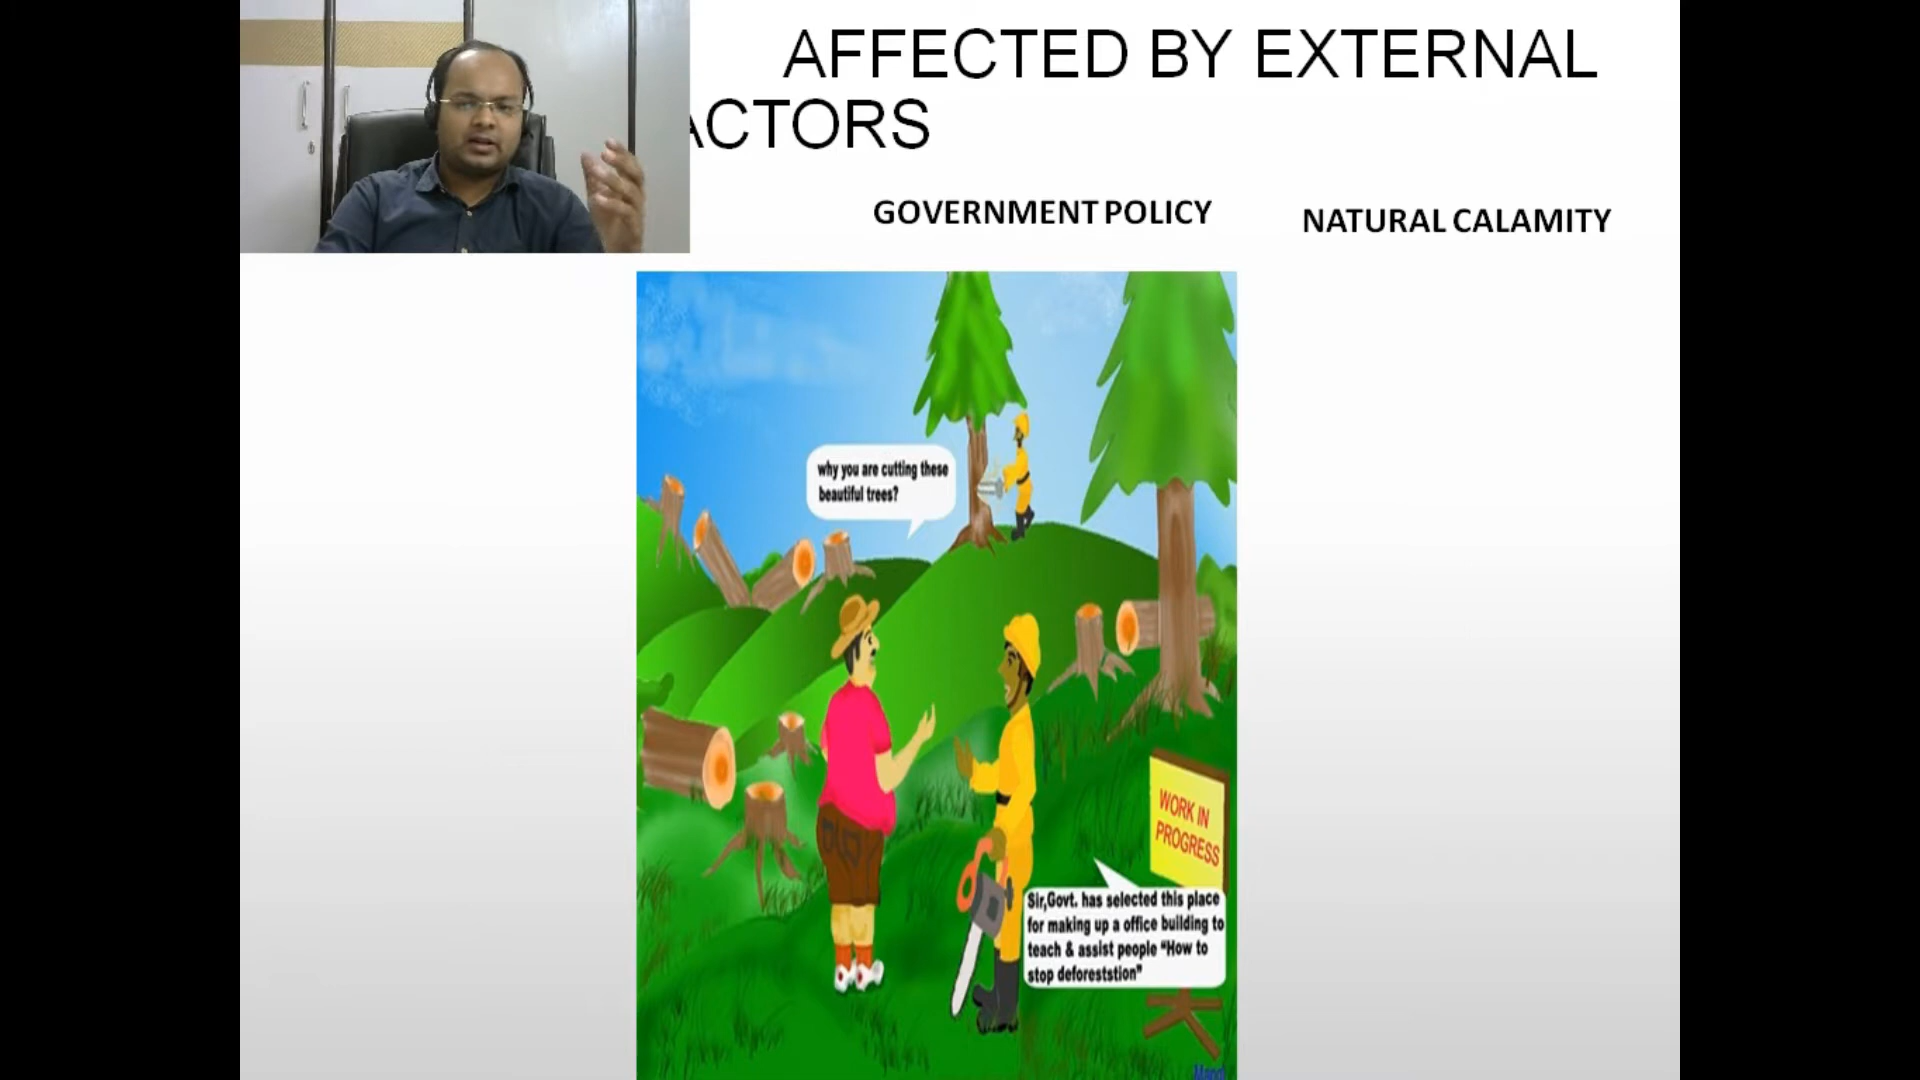 AFFECTED BY EXTERNAL
ACTORS
GOVERNMENT POLICY
NATURAL CALAMITY
why you are cutting these
beautiful trees?
WORK IN
PROGRESS
Sir,Govt. has selected this place
for making up a office building to
teach & assist people "How to
stop deforeststion"